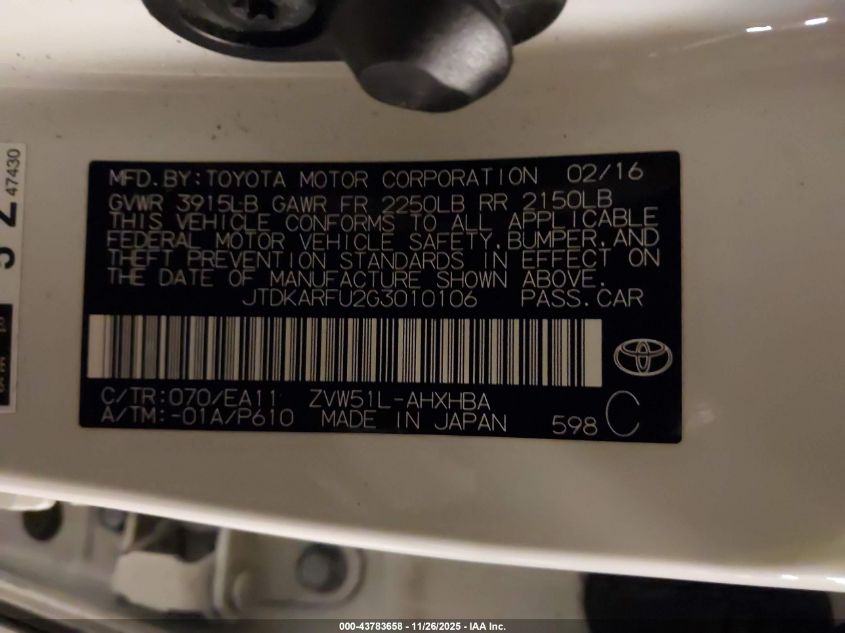 MFD.BY:TOYOTA MOTOR CORPORATION 02/16
GVWR 3915LB GAWR FR 2250LB RR 2150LB
THIS VEHICLE CONFORMS TO ALL APPLICABLE
FEDERAL MOTOR VEHICLE SAFETY,BUMPER,AND
THEFT PREVENTION STANDARDS IN EFFECT ON
THE DATE OF MANUFACTURE SHOWN ABOVE.
JTDKARFU2G3010106 PASS.CAR
C/TR:070/EA11 ZVW51L-AHXHBA
A/TM:-01A/P610 MADE IN JAPAN 598 C
47430
000-43783658 - 11/26/2025 - IAA Inc.